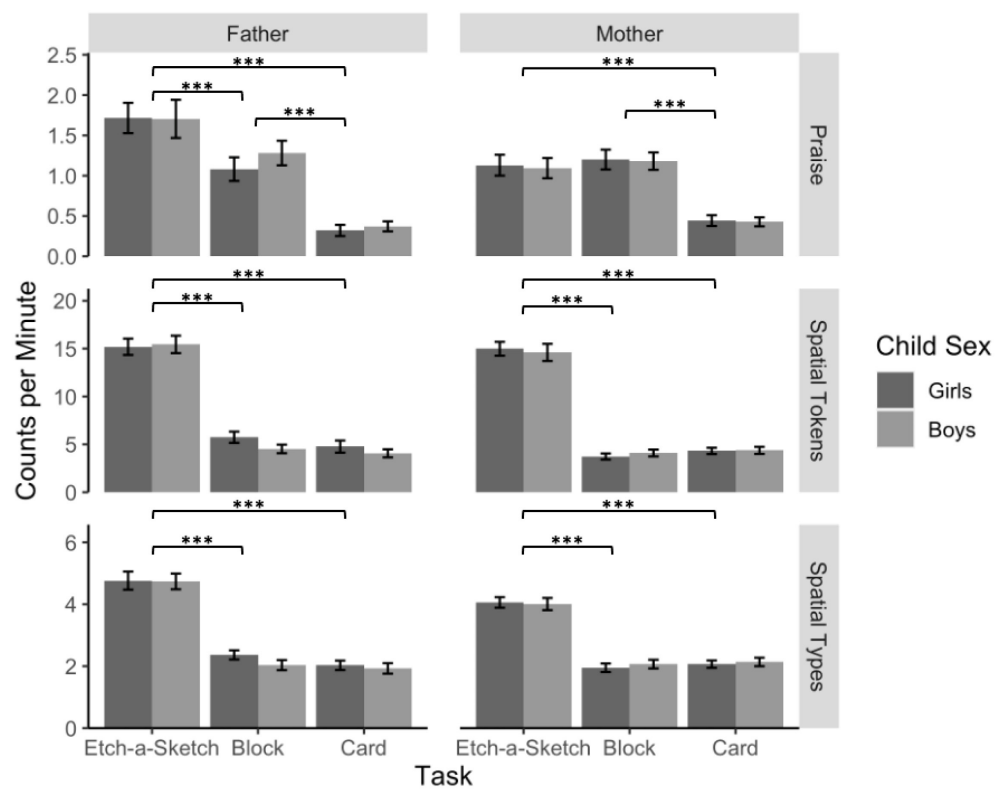 Father
Mother
2.5
2.0
1.5
1.0
0.5
0.0
***
***
***
***
***
Praise
20
15
10
5
0
***
***
***
***
Spatial Tokens
6
4
2
0
***
***
***
***
Spatial Types
Counts per Minute
Etch-a-Sketch Block Card
Etch-a-Sketch Block Card
Task
Child Sex
Girls
Boys